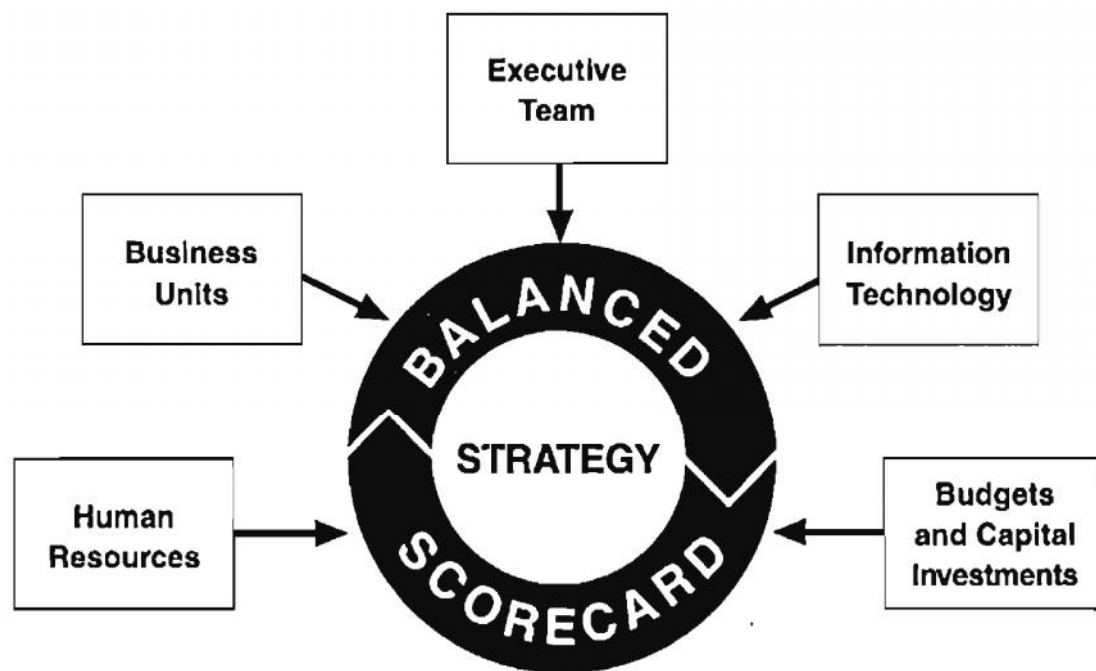 Executive
Team
Business
Units
Information
Technology
BALANCED
STRATEGY
SCORECARD
Human
Resources
Budgets
and Capital
Investments